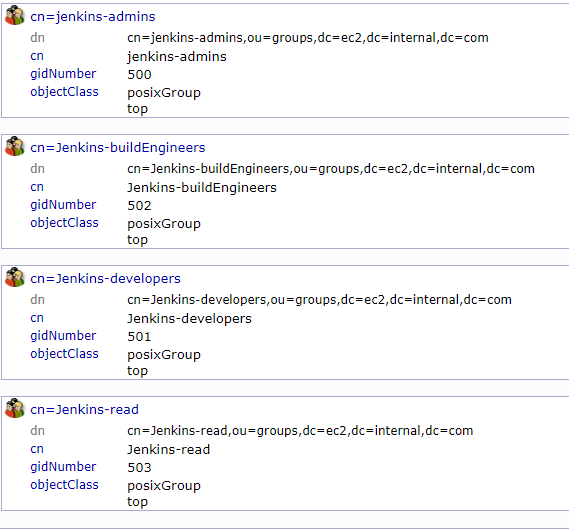 cn=jenkins-admins
dn cn=jenkins-admins,ou=groups,dc=ec2,dc=internal,dc=com
cn jenkins-admins
gidNumber 500
objectClass posixGroup
top
cn=Jenkins-buildEngineers
dn cn=Jenkins-buildEngineers,ou=groups,dc=ec2,dc=internal,dc=com
cn Jenkins-buildEngineers
gidNumber 502
objectClass posixGroup
top
cn=Jenkins-developers
dn cn=Jenkins-developers,ou=groups,dc=ec2,dc=internal,dc=com
cn Jenkins-developers
gidNumber 501
objectClass posixGroup
top
cn=Jenkins-read
dn cn=Jenkins-read,ou=groups,dc=ec2,dc=internal,dc=com
cn Jenkins-read
gidNumber 503
objectClass posixGroup
top